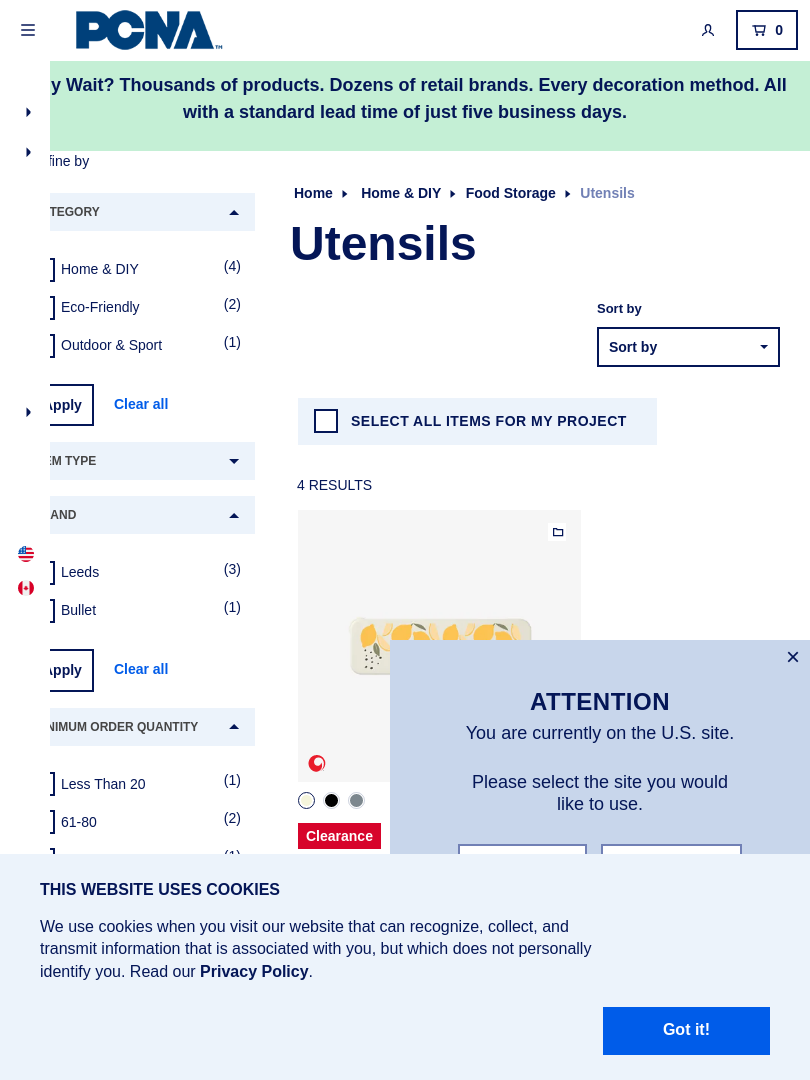 PCNA
0
y Wait? Thousands of products. Dozens of retail brands. Every decoration method. All
with a standard lead time of just five business days.
fine by
Home
Home & DIY
Food Storage
Utensils
TEGORY
Utensils
Home & DIY (4)
Eco-Friendly (2)
Outdoor & Sport (1)
Sort by
Sort by
Apply Clear all
SELECT ALL ITEMS FOR MY PROJECT
EM TYPE
4 RESULTS
AND
Leeds (3)
Bullet (1)
Apply Clear all
NIMUM ORDER QUANTITY
Less Than 20 (1)
61-80 (2)
Clearance
×
ATTENTION
You are currently on the U.S. site.
Please select the site you would
like to use.
THIS WEBSITE USES COOKIES
We use cookies when you visit our website that can recognize, collect, and
transmit information that is associated with you, but which does not personally
identify you. Read our Privacy Policy.
Got it!